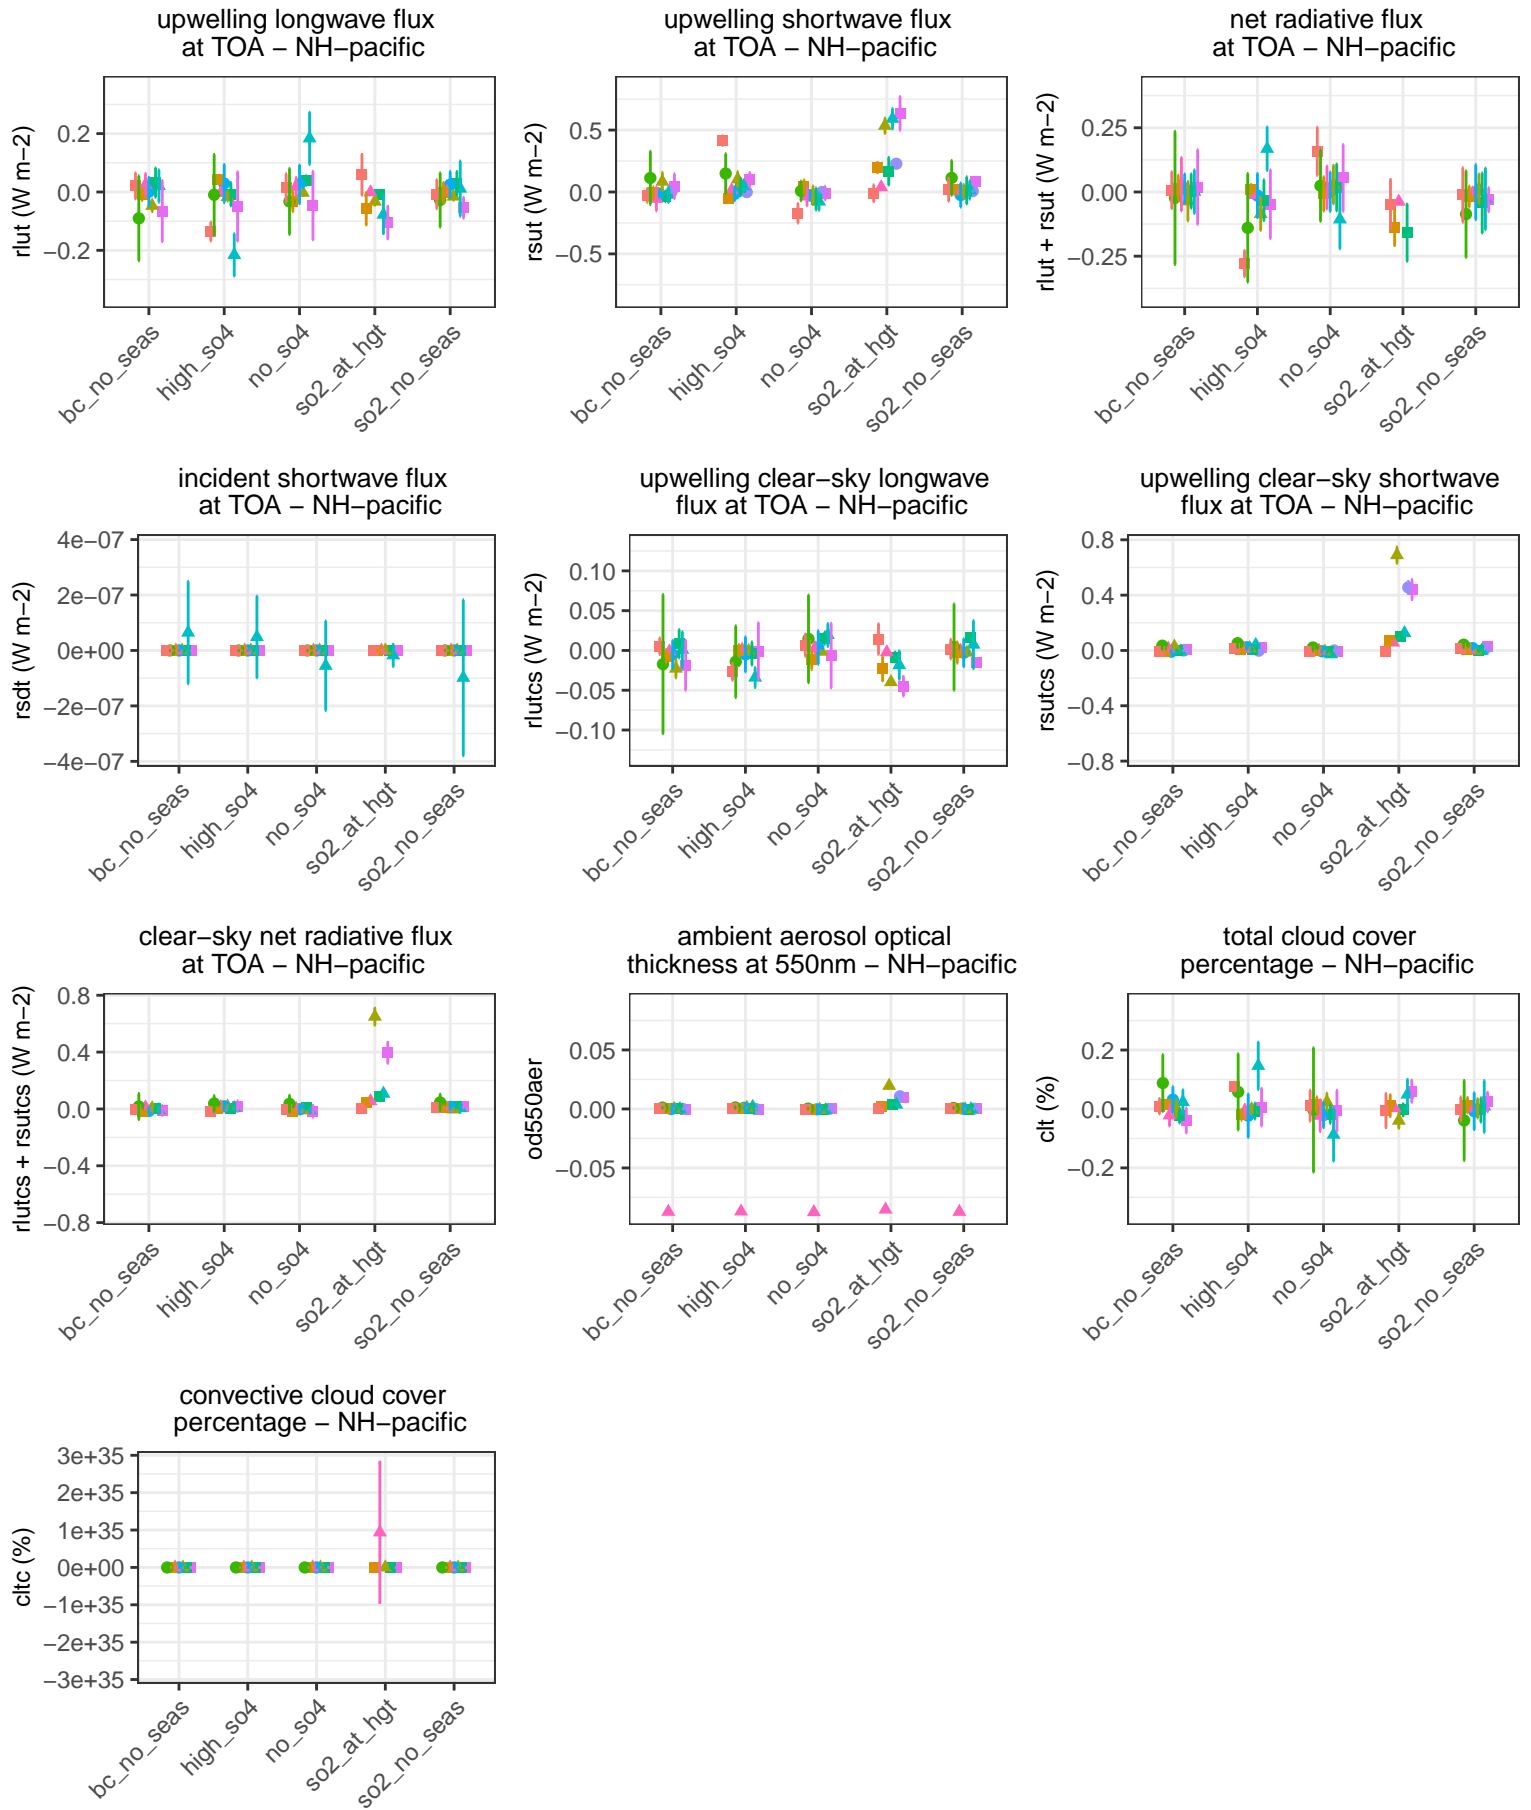 upwelling longwave flux
at TOA − NH−pacific
rlut (W m−2)
0.2
0.0
−0.2
bc_no_seas
high_so4
no_so4
so2_at_hgt
so2_no_seas
upwelling shortwave flux
at TOA − NH−pacific
rsut (W m−2)
0.5
0.0
−0.5
bc_no_seas
high_so4
no_so4
so2_at_hgt
so2_no_seas
net radiative flux
at TOA − NH−pacific
rlut + rsut (W m−2)
0.25
0.00
−0.25
bc_no_seas
high_so4
no_so4
so2_at_hgt
so2_no_seas
incident shortwave flux
at TOA − NH−pacific
rsdt (W m−2)
4e−07
2e−07
0e+00
−2e−07
−4e−07
bc_no_seas
high_so4
no_so4
so2_at_hgt
so2_no_seas
upwelling clear−sky longwave
flux at TOA − NH−pacific
rlutcs (W m−2)
0.10
0.05
0.00
−0.05
−0.10
bc_no_seas
high_so4
no_so4
so2_at_hgt
so2_no_seas
upwelling clear−sky shortwave
flux at TOA − NH−pacific
rsutcs (W m−2)
0.8
0.4
0.0
−0.4
−0.8
bc_no_seas
high_so4
no_so4
so2_at_hgt
so2_no_seas
clear−sky net radiative flux
at TOA − NH−pacific
rlutcs + rsutcs (W m−2)
0.8
0.4
0.0
−0.4
−0.8
bc_no_seas
high_so4
no_so4
so2_at_hgt
so2_no_seas
ambient aerosol optical
thickness at 550nm − NH−pacific
od550aer
0.05
0.00
−0.05
bc_no_seas
high_so4
no_so4
so2_at_hgt
so2_no_seas
total cloud cover
percentage − NH−pacific
clt (%)
0.2
0.0
−0.2
bc_no_seas
high_so4
no_so4
so2_at_hgt
so2_no_seas
convective cloud cover
percentage − NH−pacific
cltc (%)
3e+35
2e+35
1e+35
0e+00
−1e+35
−2e+35
−3e+35
bc_no_seas
high_so4
no_so4
so2_at_hgt
so2_no_seas